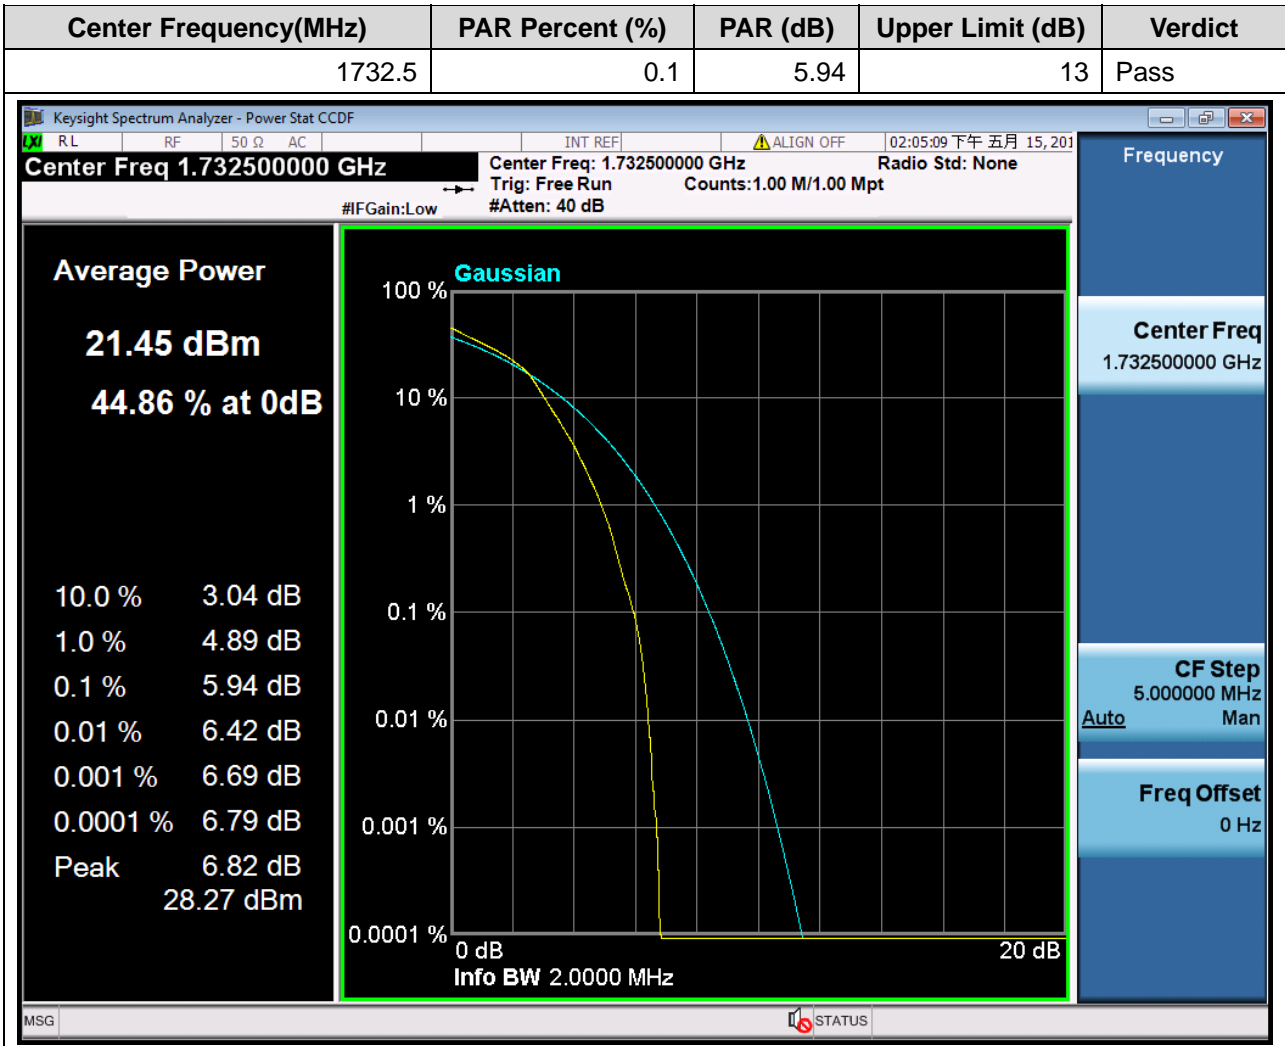 Center Frequency(MHz) PAR Percent (%) PAR (dB) Upper Limit (dB) Verdict
1732.5 0.1 5.94 13 Pass
Keysight Spectrum Analyzer - Power Stat CCDF
LXI RL RF 50 Ω AC INT REF ALIGN OFF 02:05:09 下午 五月 15, 201
Center Freq 1.732500000 GHz
Center Freq: 1.732500000 GHz Radio Std: None
Trig: Free Run Counts:1.00 M/1.00 Mpt
#IFGain:Low #Atten: 40 dB
Frequency
Average Power
21.45 dBm
44.86 % at 0dB
10.0 % 3.04 dB
1.0 % 4.89 dB
0.1 % 5.94 dB
0.01 % 6.42 dB
0.001 % 6.69 dB
0.0001 % 6.79 dB
Peak 6.82 dB
28.27 dBm
Gaussian
100 %
10 %
1 %
0.1 %
0.01 %
0.001 %
0.0001 %
0 dB 20 dB
Info BW 2.0000 MHz
Center Freq
1.732500000 GHz
CF Step
5.000000 MHz
Auto Man
Freq Offset
0 Hz
MSG STATUS